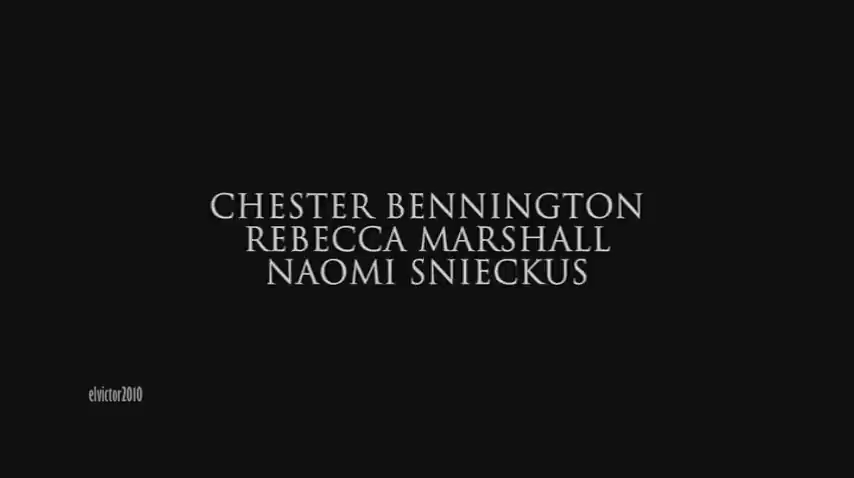 CHESTER BENNINGTON
REBECCA MARSHALL
NAOMI SNIECKUS
elvictor2010